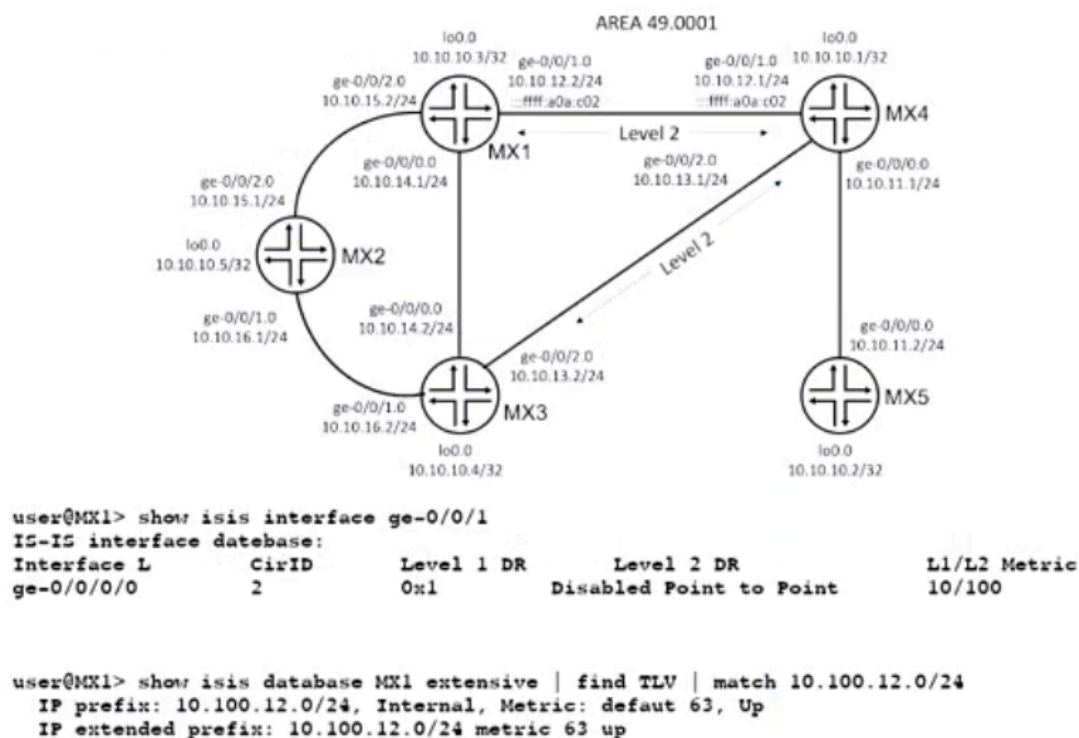 AREA 49.0001
lo0.0
10.10.10.3/32
lo0.0
10.10.10.1/32
ge-0/0/1.0
10.10.12.2/24
:::ffff:a0a:c02
ge-0/0/1.0
10.10.12.1/24
:::ffff:a0a:c02
ge-0/0/2.0
10.10.15.2/24
MX1
Level 2
MX4
ge-0/0/0.0
10.10.14.1/24
ge-0/0/2.0
10.10.13.1/24
ge-0/0/0.0
10.10.11.1/24
ge-0/0/2.0
10.10.15.1/24
lo0.0
10.10.10.5/32
MX2
Level 2
ge-0/0/1.0
10.10.16.1/24
ge-0/0/0.0
10.10.14.2/24
ge-0/0/0.0
10.10.11.2/24
ge-0/0/2.0
10.10.13.2/24
ge-0/0/1.0
10.10.16.2/24
MX3
MX5
lo0.0
10.10.10.4/32
lo0.0
10.10.10.2/32
user@MX1> show isis interface ge-0/0/1
IS-IS interface datebase:
Interface L CirID Level 1 DR Level 2 DR L1/L2 Metric
ge-0/0/0/0 2 0x1 Disabled Point to Point 10/100
user@MX1> show isis database MX1 extensive | find TLV | match 10.100.12.0/24
IP prefix: 10.100.12.0/24, Internal, Metric: defaut 63, Up
IP extended prefix: 10.100.12.0/24 metric 63 up